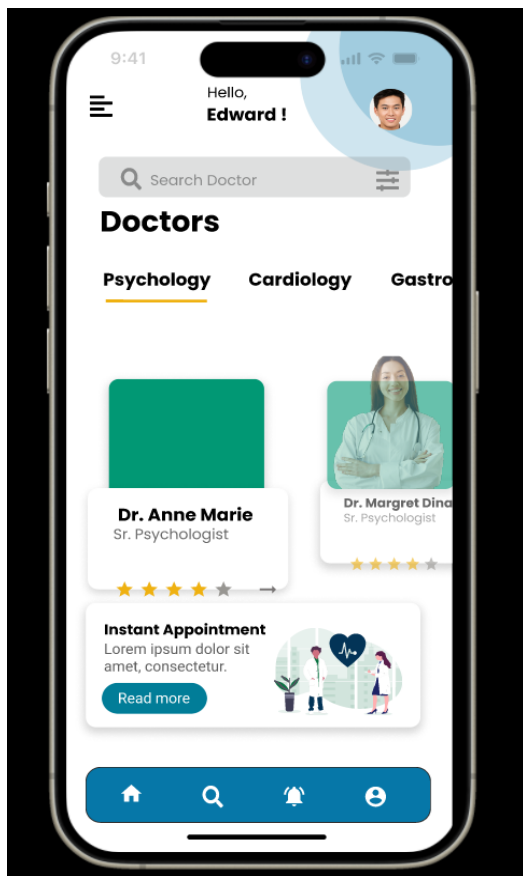 9:41
Hello,
Edward !
Search Doctor
Doctors
Psychology Cardiology Gastro
Dr. Anne Marie
Sr. Psychologist
Dr. Margret Dina
Sr. Psychologist
Instant Appointment
Lorem ipsum dolor sit
amet, consectetur.
Read more